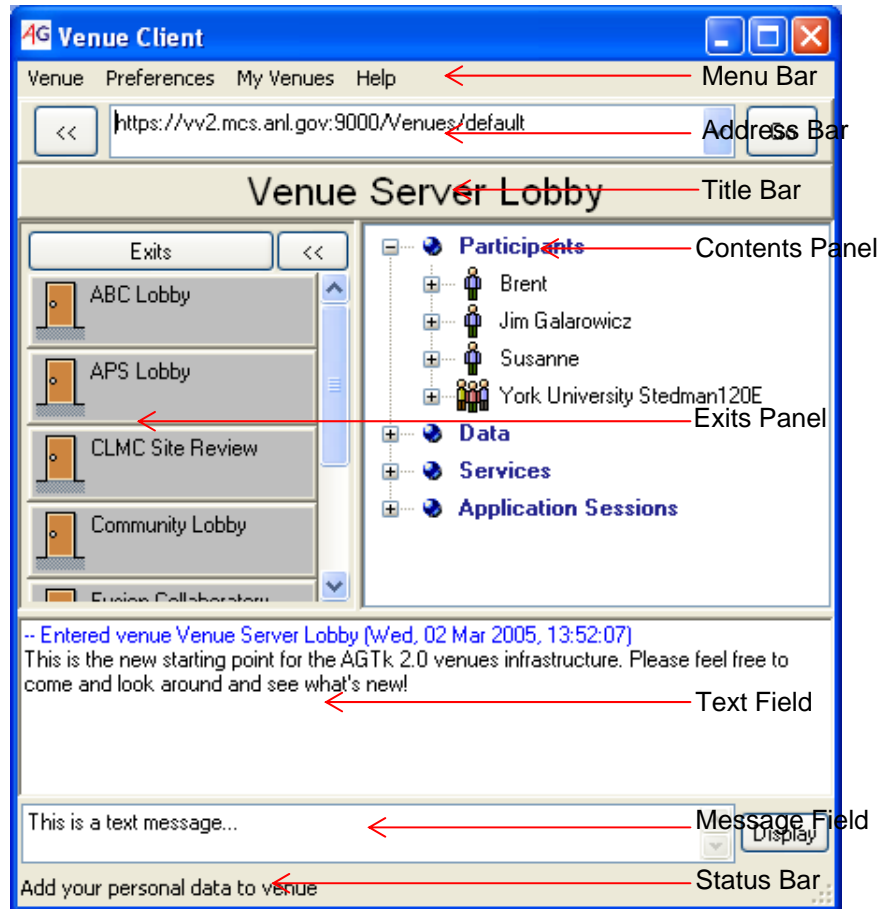 AG Venue Client
Venue Preferences My Venues Help
Menu Bar
<< https://vv2.mcs.anl.gov:9000/Venues/default Go
Address Bar
Venue Server Lobby
Title Bar
Exits <<
ABC Lobby
APS Lobby
CLMC Site Review
Community Lobby
Fusion Collaboratory
Participants
Contents Panel
Brent
Jim Galarowicz
Susanne
York University Stedman120E
Exits Panel
Data
Services
Application Sessions
-- Entered venue Venue Server Lobby (Wed, 02 Mar 2005, 13:52:07)
This is the new starting point for the AGTk 2.0 venues infrastructure. Please feel free to
come and look around and see what's new!
Text Field
This is a text message...
Message Field
Display
Add your personal data to venue
Status Bar